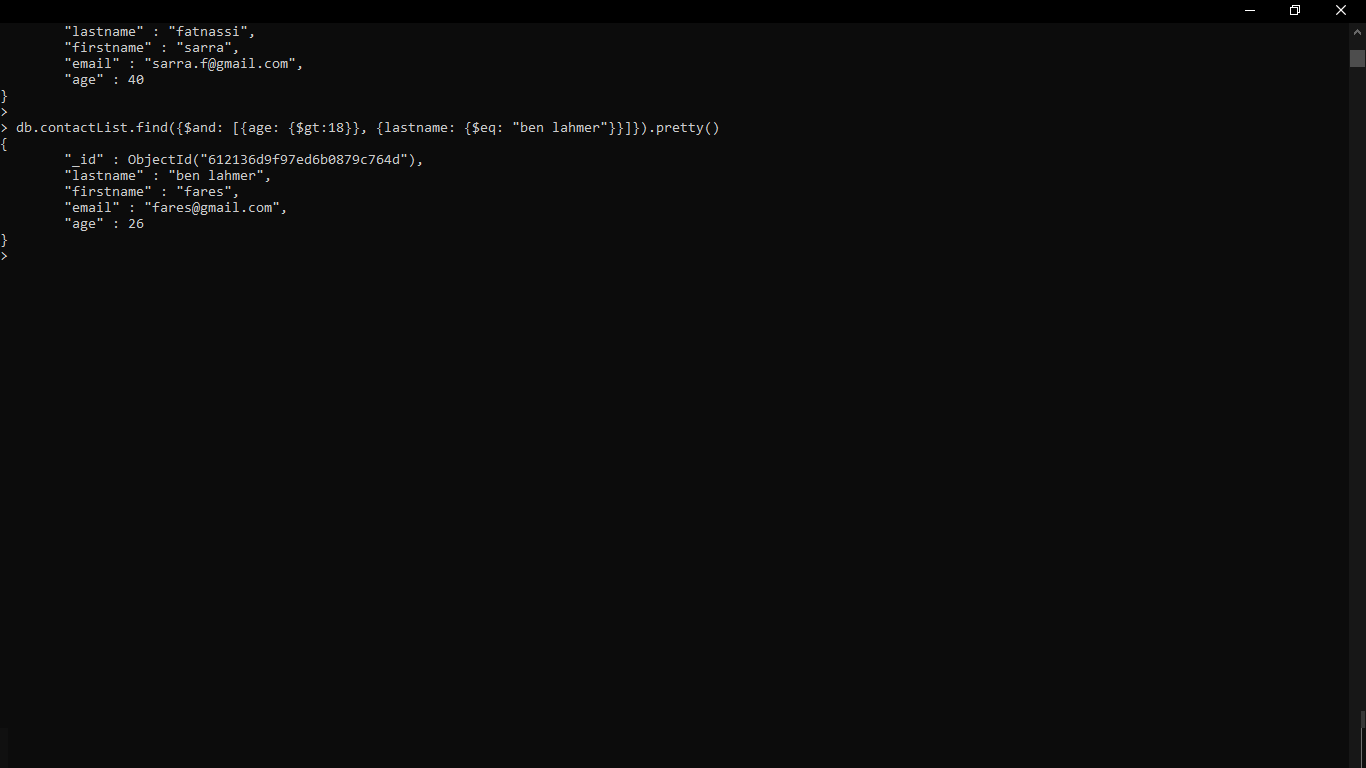 "lastname" : "fatnassi",
"firstname" : "sarra",
"email" : "sarra.f@gmail.com",
"age" : 40
}
>
> db.contactList.find({$and: [{age: {$gt:18}}, {lastname: {$eq: "ben lahmer"}}]}).pretty()
{
"_id" : ObjectId("612136d9f97ed6b0879c764d"),
"lastname" : "ben lahmer",
"firstname" : "fares",
"email" : "fares@gmail.com",
"age" : 26
}
>